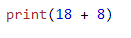 print(18 + 8)